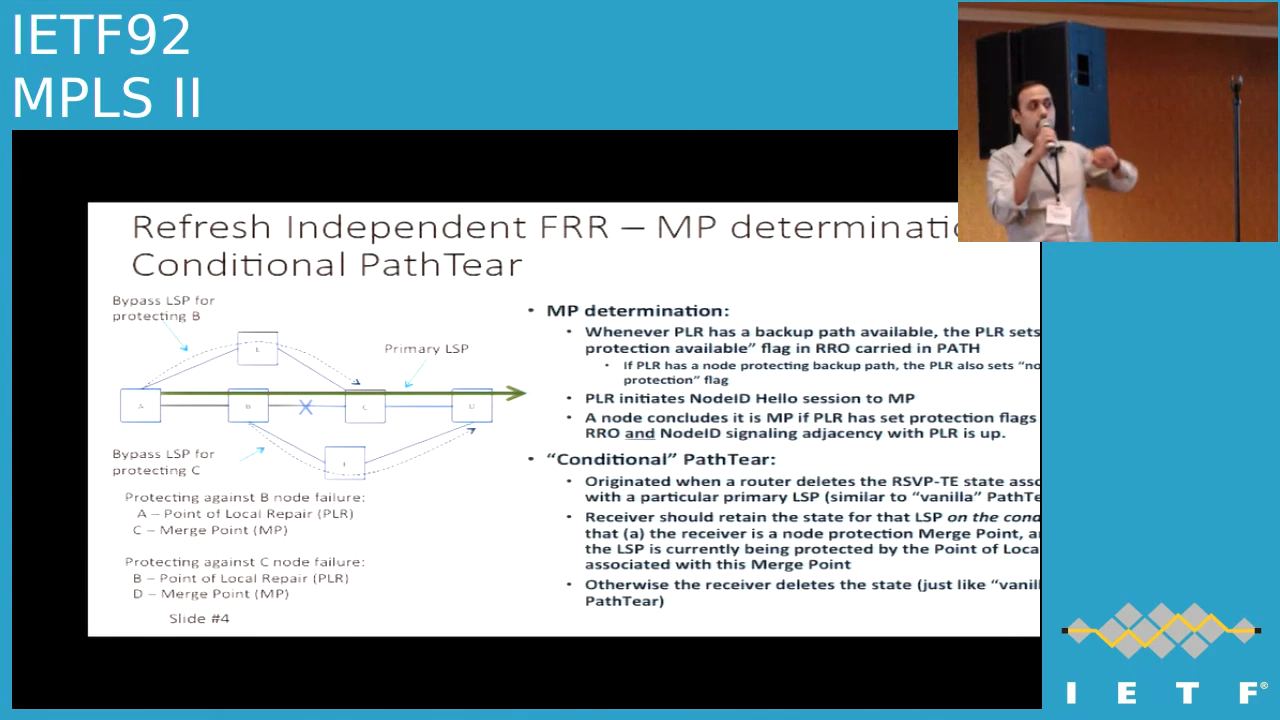 IETF92
MPLS II
Refresh Independent FRR – MP determinatio
Conditional PathTear
Bypass LSP for
protecting B
Primary LSP
A
B
C
D
Bypass LSP for
protecting C
Protecting against B node failure:
A – Point of Local Repair (PLR)
C – Merge Point (MP)
Protecting against C node failure:
B – Point of Local Repair (PLR)
D – Merge Point (MP)
Slide #4
• MP determination:
• Whenever PLR has a backup path available, the PLR sets
protection available” flag in RRO carried in PATH
• If PLR has a node protecting backup path, the PLR also sets “no
protection” flag
• PLR initiates NodeID Hello session to MP
• A node concludes it is MP if PLR has set protection flags
RRO and NodeID signaling adjacency with PLR is up.
• “Conditional” PathTear:
• Originated when a router deletes the RSVP-TE state asso
with a particular primary LSP (similar to “vanilla” PathTe
• Receiver should retain the state for that LSP on the cond
that (a) the receiver is a node protection Merge Point, a
the LSP is currently being protected by the Point of Loca
associated with this Merge Point
• Otherwise the receiver deletes the state (just like “vanil
PathTear)
IETF®